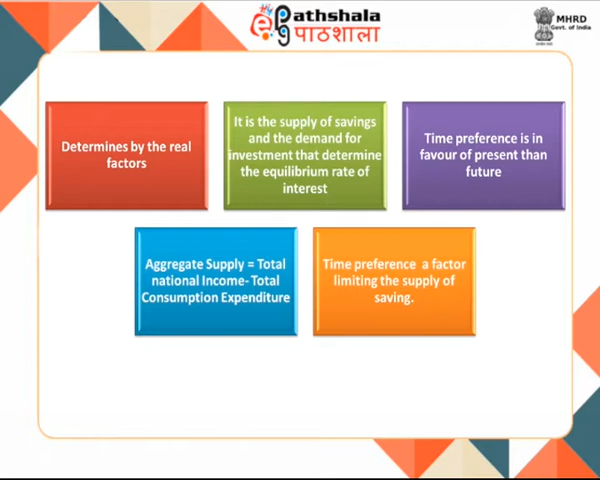 ePg Pathshala
पाठशाला
MHRD
Govt. of India
Determines by the real
factors
It is the supply of savings
and the demand for
investment that determine
the equilibrium rate of
interest
Time preference is in
favour of present than
future
Aggregate Supply = Total
national Income- Total
Consumption Expenditure
Time preference a factor
limiting the supply of
saving.